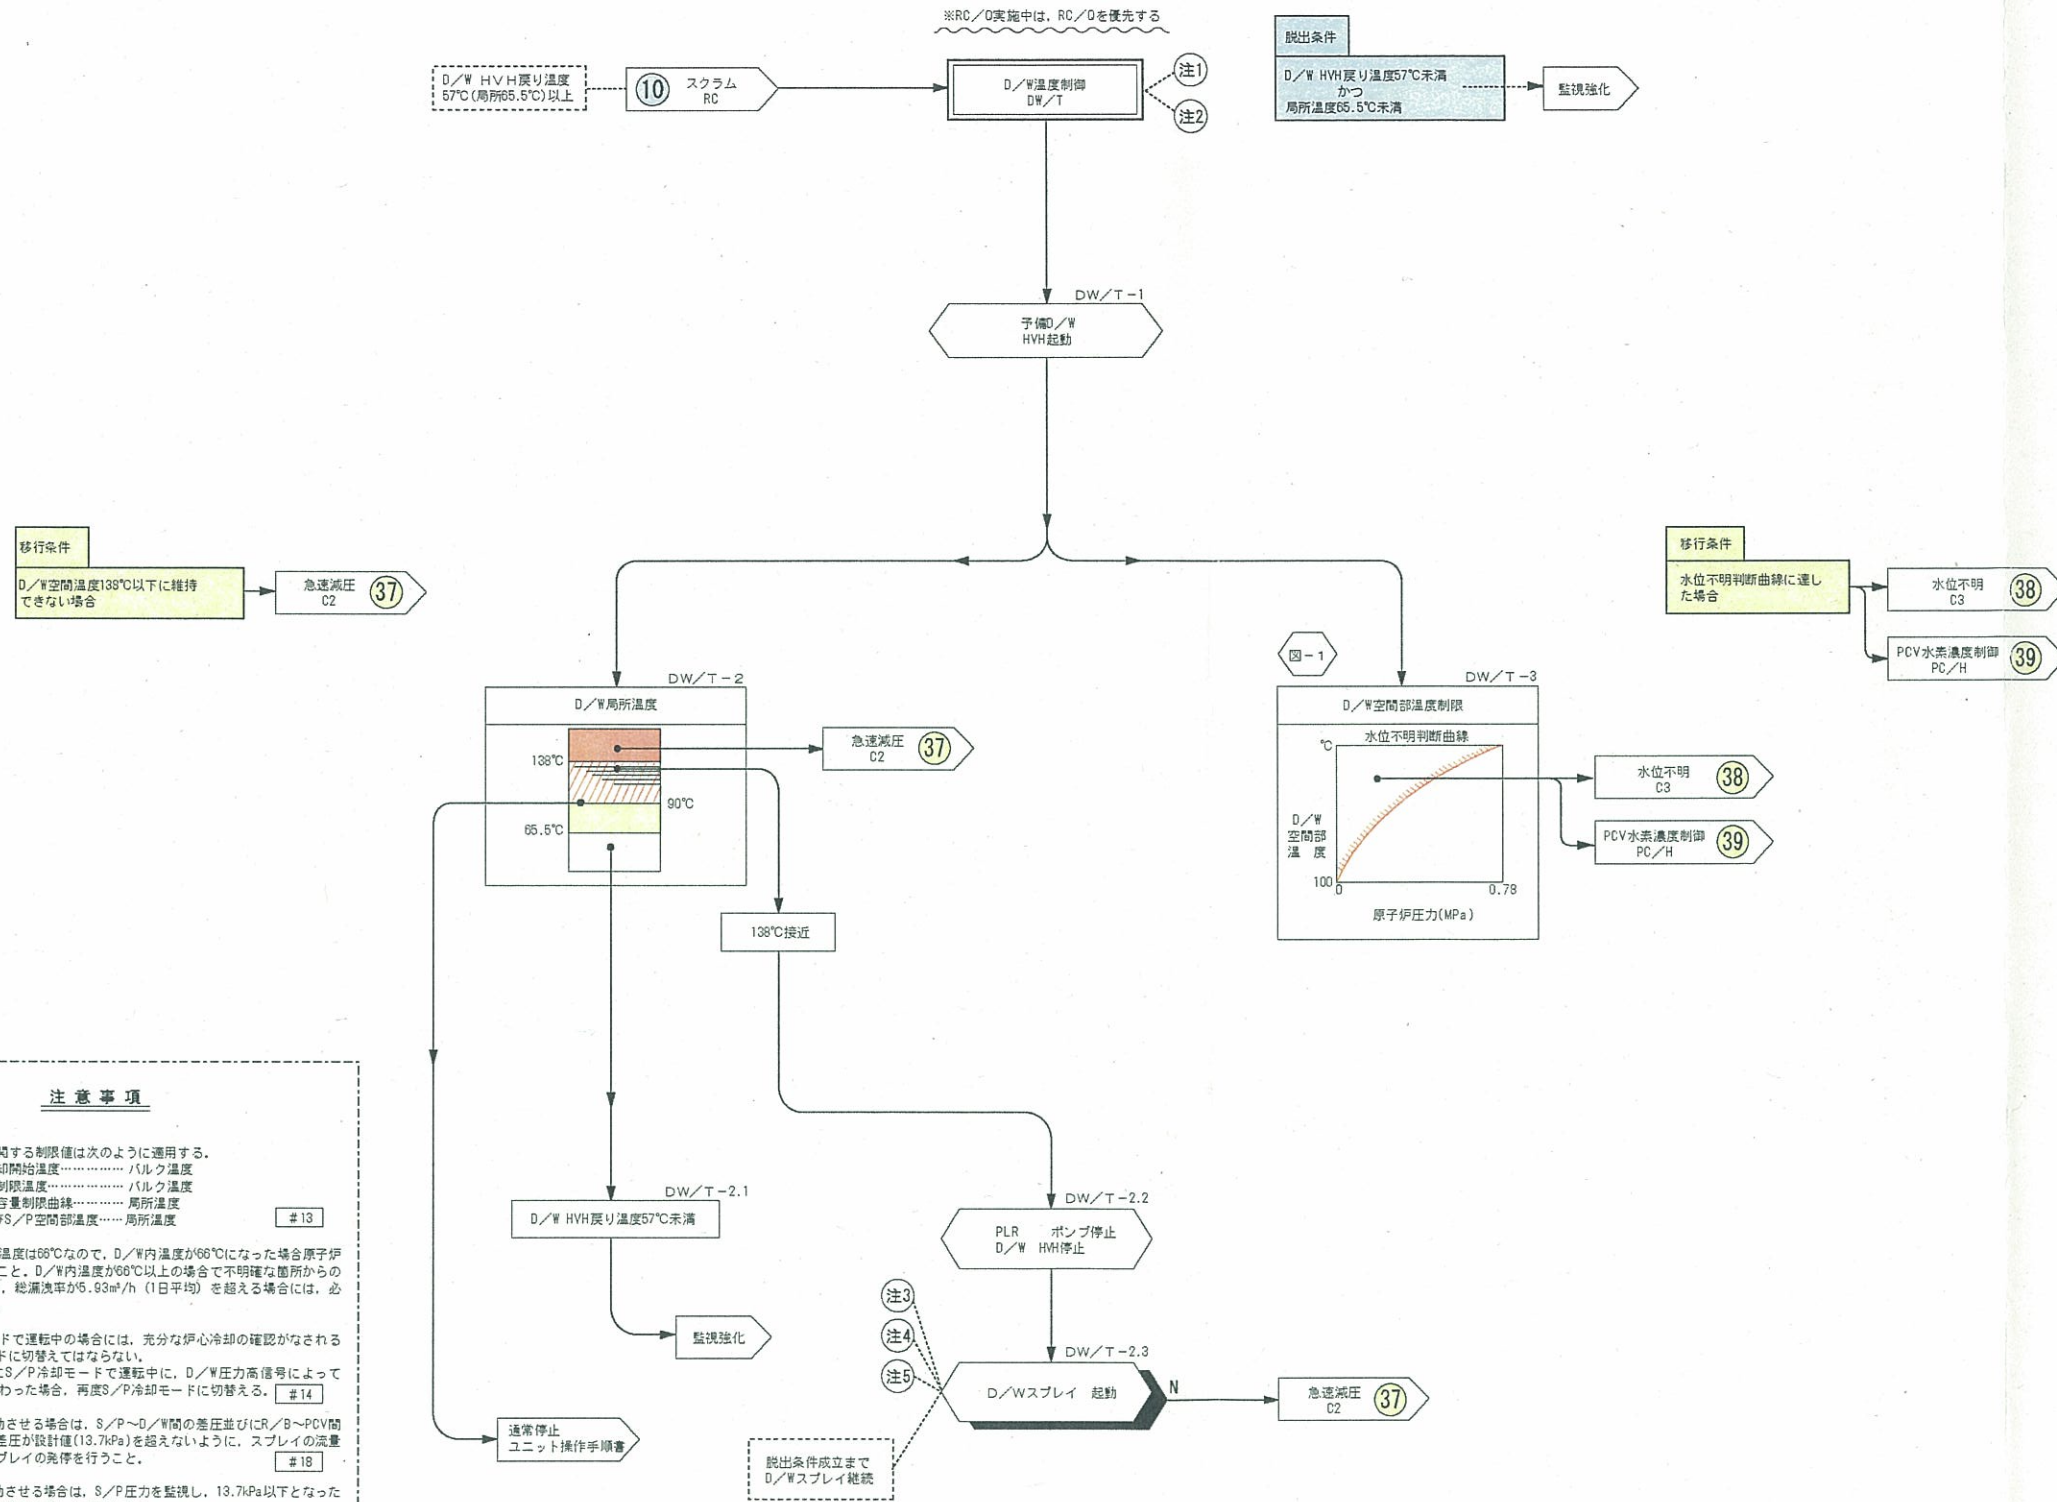 ※RC／Q実施中は，RC／Qを優先する
D／W HVH戻り温度
57℃(局所65.5℃)以上
10
スクラム
RC
D／W温度制御
DW／T
注1
注2
脱出条件
D／W HVH戻り温度57℃未満
かつ
局所温度65.5℃未満
監視強化
DW／T－1
予備D／W
HVH起動
移行条件
D／W空間温度138℃以下に維持
できない場合
急速減圧
C2
37
移行条件
水位不明判断曲線に達し
た場合
水位不明
C3
38
PCV水素濃度制御
PC／H
39
DW／T－2
D／W局所温度
138℃
90℃
65.5℃
急速減圧
C2
37
138℃接近
図－1
DW／T－3
D／W空間部温度制限
水位不明判断曲線
℃
D／W
空間部
温　度
100
0
0.78
原子炉圧力(MPa)
水位不明
C3
38
PCV水素濃度制御
PC／H
39
DW／T－2.1
D／W HVH戻り温度57℃未満
監視強化
通常停止
ユニット操作手順書
DW／T－2.2
PLR　ポンプ停止
D／W　HVH停止
注3
注4
注5
DW／T－2.3
D／Wスプレイ　起動
N
急速減圧
C2
37
脱出条件成立まで
D／Wスプレイ継続
注意事項
関する制限値は次のように適用する．
却開始温度…………… バルク温度
制限温度…………… バルク温度
容量制限曲線………… 局所温度
びS／P空間部温度…… 局所温度
#13
温度は66℃なので，D／W内温度が66℃になった場合原子炉
こと．D／W内温度が66℃以上の場合で不明確な箇所からの
，総漏洩率が5.93m³/h（1日平均）を超える場合には，必
ドで運転中の場合には，充分な炉心冷却の確認がなされる
ドに切替えてはならない．
にS／P冷却モードで運転中に，D／W圧力高信号によって
わった場合，再度S／P冷却モードに切替える．
#14
動させる場合は，S／P～D／W間の差圧並びにR／B～PCV間
差圧が設計値(13.7kPa)を超えないように，スプレイの流量
プレイの発停を行うこと．
#18
動させる場合は，S／P圧力を監視し，13.7kPa以下となった